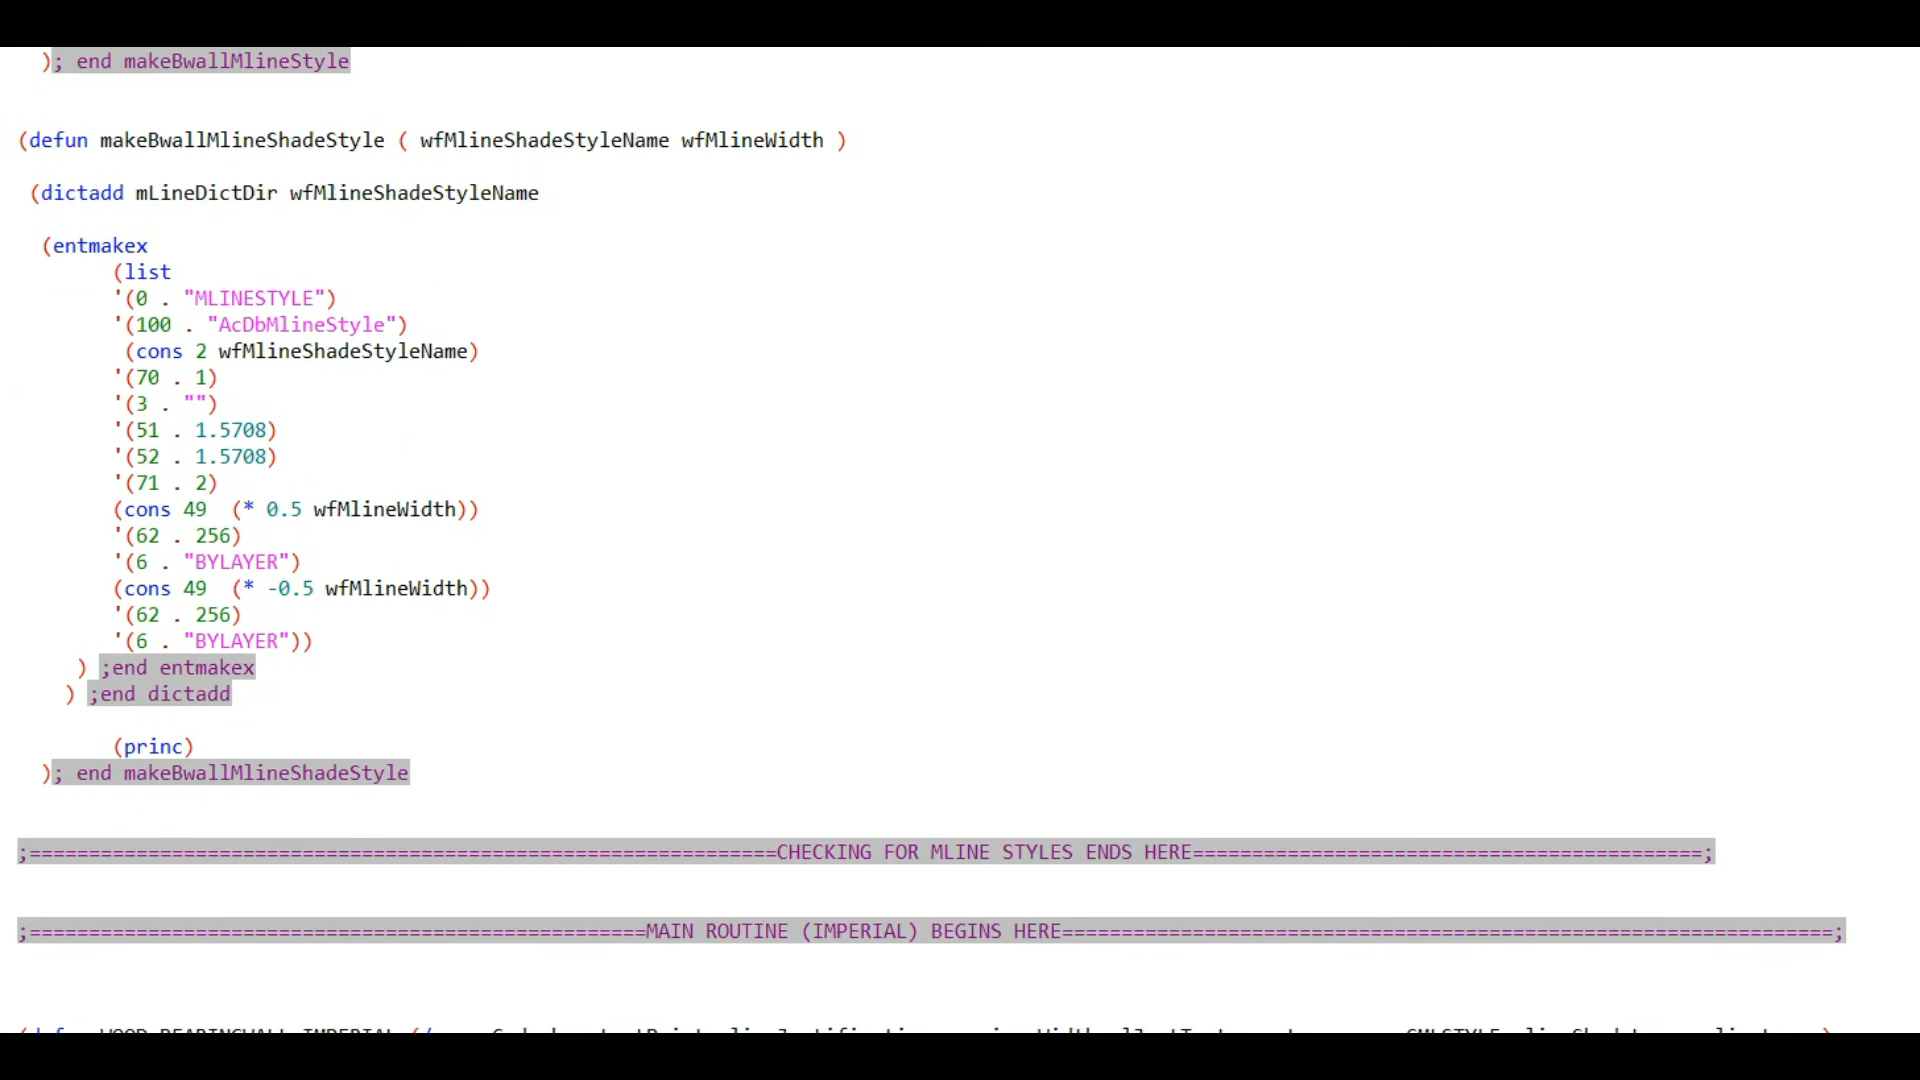 ); end makeBwallMlineStyle
(defun makeBwallMlineShadeStyle ( wfMlineShadeStyleName wfMlineWidth )
(dictadd mLineDictDir wfMlineShadeStyleName
(entmakex
(list
'(0 . "MLINESTYLE")
'(100 . "AcDbMlineStyle")
(cons 2 wfMlineShadeStyleName)
'(70 . 1)
'(3 . "")
'(51 . 1.5708)
'(52 . 1.5708)
'(71 . 2)
(cons 49  (* 0.5 wfMlineWidth))
'(62 . 256)
'(6 . "BYLAYER")
(cons 49  (* -0.5 wfMlineWidth))
'(62 . 256)
'(6 . "BYLAYER"))
) ;end entmakex
) ;end dictadd
(princ)
); end makeBwallMlineShadeStyle
;===============================================================CHECKING FOR MLINE STYLES ENDS HERE===========================================;
;====================================================MAIN ROUTINE (IMPERIAL) BEGINS HERE=================================================================;